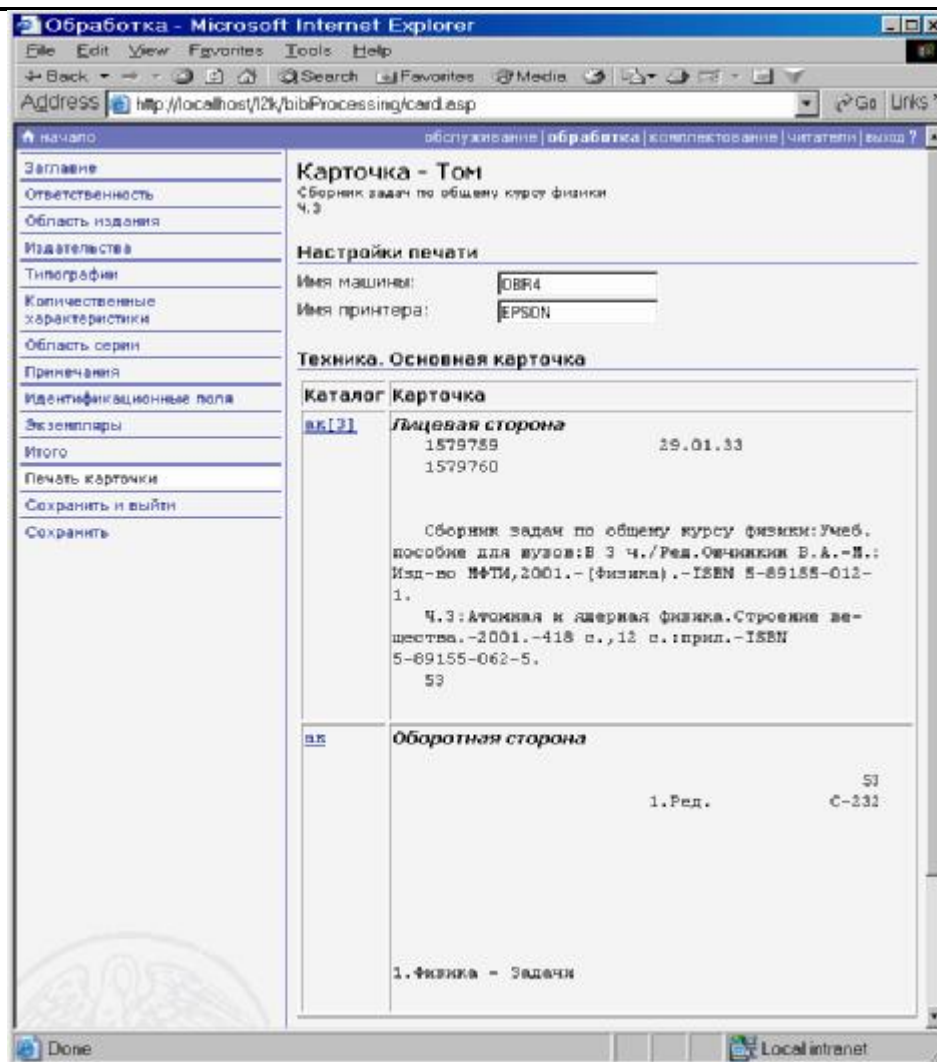 Обработка - Microsoft Internet Explorer
File Edit View Favorites Tools Help
Back Search Favorites Media
Address http://localhost/l2k/bibProcessing/card.asp Go Links
начало обслуживание | обработка | комплектование | читатели | выход ?
Заглавие
Ответственность
Область издания
Издательства
Типографии
Количественные
характеристики
Область серии
Примечания
Идентификационные поля
Экземпляры
Итого
Печать карточки
Сохранить и выйти
Сохранить
Карточка - Том
Сборник задач по общему курсу физики
Ч.3
Настройки печати
Имя машины: OBR4
Имя принтера: EPSON
Техника. Основная карточка
Каталог Карточка
ак[3] Лицевая сторона
1579759 29.01.33
1579760
Сборник задач по общему курсу физики:Учеб.
пособие для вузов:В 3 ч./Ред.Овчинкин В.А.-М.:
Изд-во МФТИ,2001.-(Физика).-ISBN 5-89155-012-
1.
Ч.3:Атомная и ядерная физика.Строение ве-
щества.-2001.-418 с.,12 с.:прил.-ISBN
5-89155-062-5.
53
ак Оборотная сторона
53
1.Ред. С-232
1.Физика - Задачи
Done Local intranet